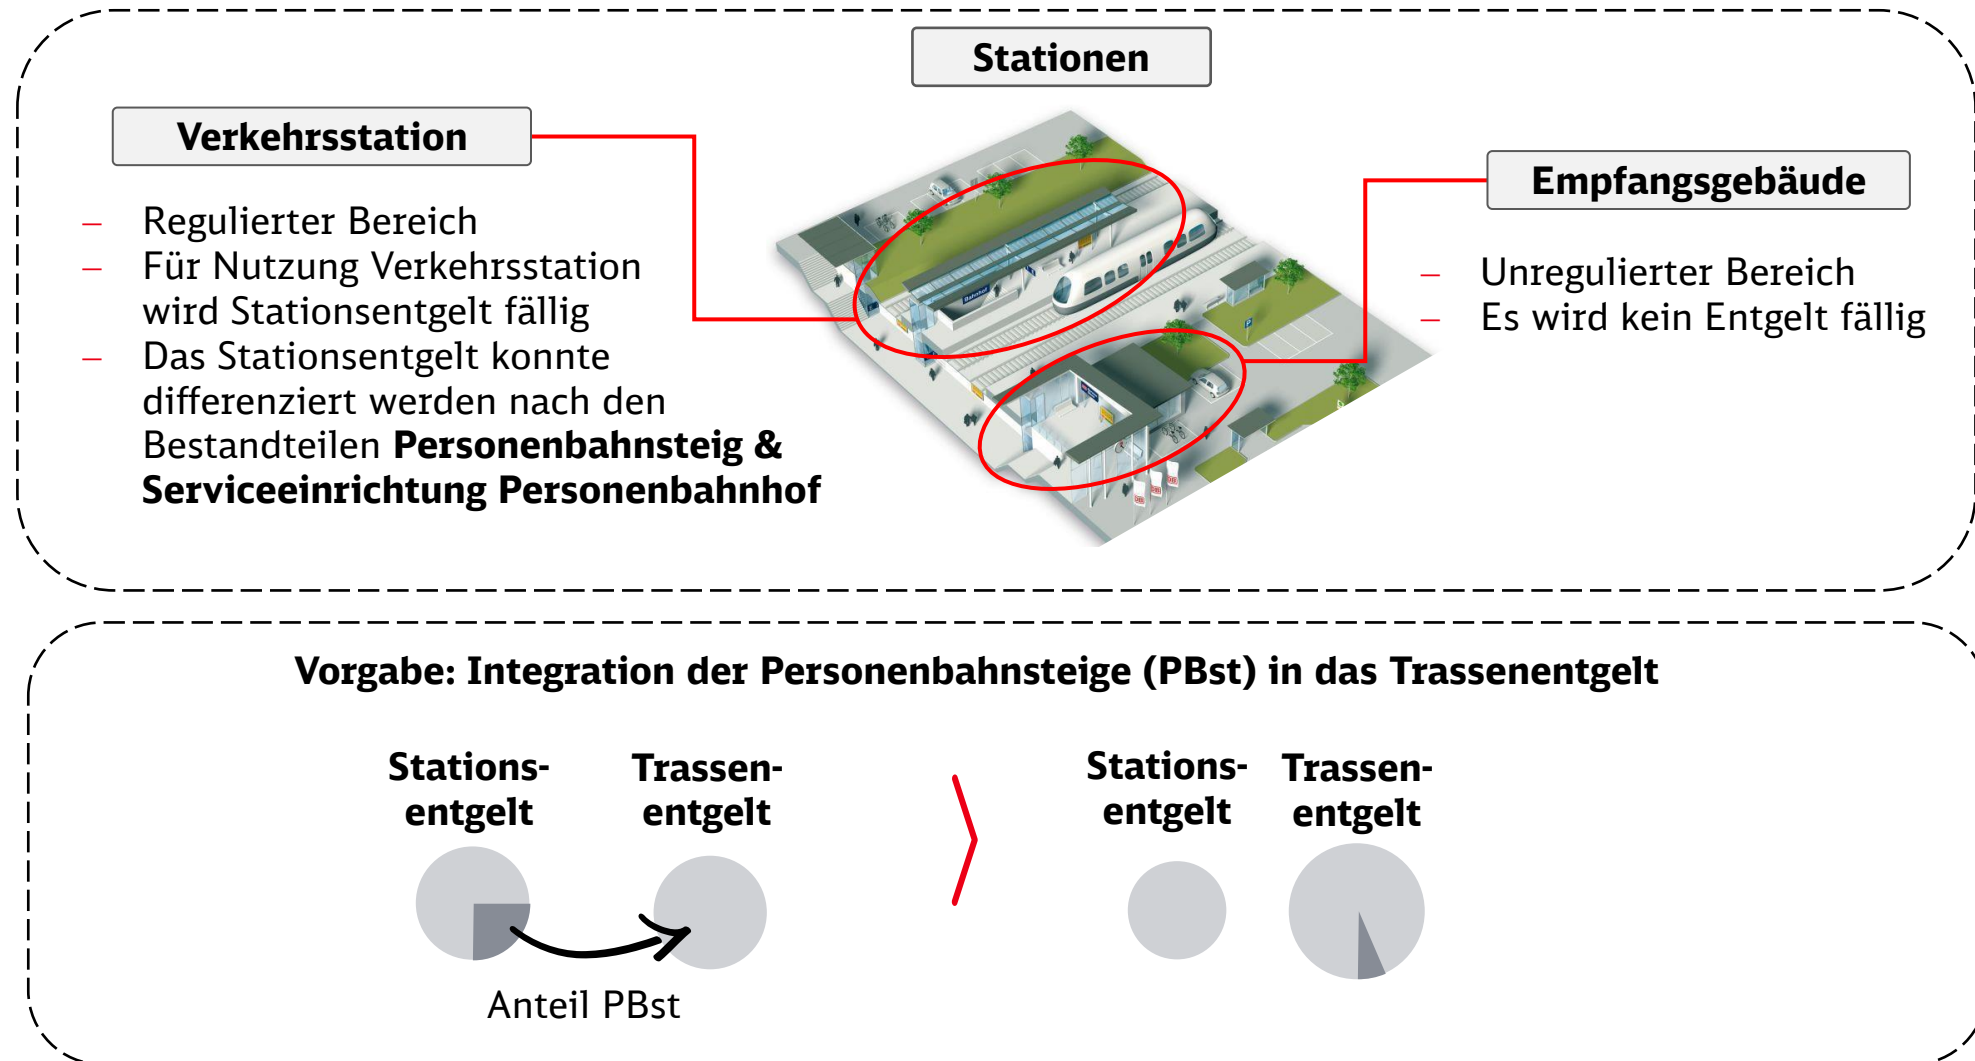 Stationen
Verkehrsstation
– Regulierter Bereich
– Für Nutzung Verkehrsstation
wird Stationsentgelt fällig
– Das Stationsentgelt konnte
differenziert werden nach den
Bestandteilen Personenbahnsteig &
Serviceeinrichtung Personenbahnhof
Bahnhof
Empfangsgebäude
– Unregulierter Bereich
– Es wird kein Entgelt fällig
Vorgabe: Integration der Personenbahnsteige (PBst) in das Trassenentgelt
Stations-
entgelt
Trassen-
entgelt
Anteil PBst
Stations-
entgelt
Trassen-
entgelt